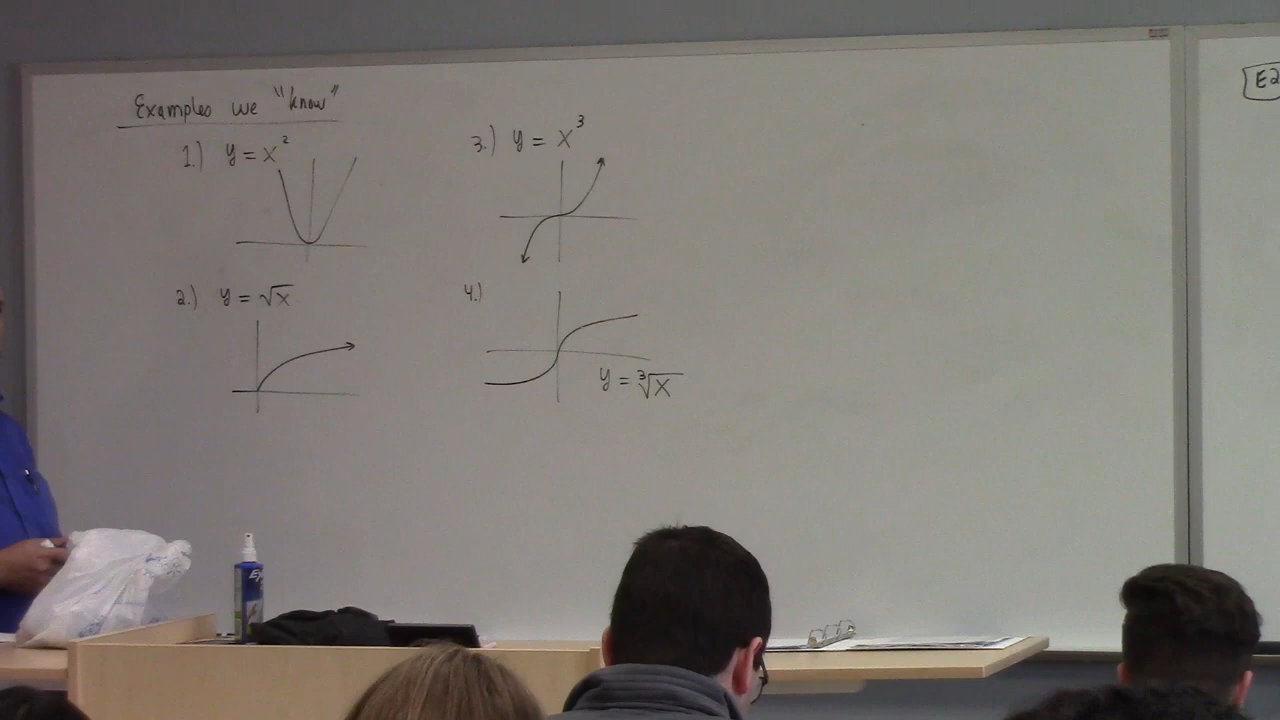 Examples we "know"
1.) y = x²
2.) y = √x
3.) y = x³
4.)
y = ∛x
E2